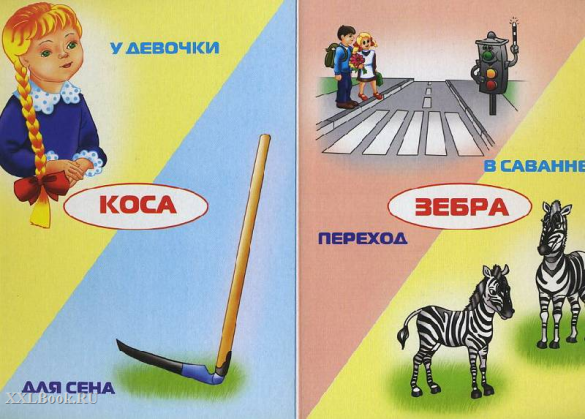 У ДЕВОЧКИ
КОСА
ДЛЯ СЕНА
XXLBook.RU
В САВАННЕ
ЗЕБРА
ПЕРЕХОД